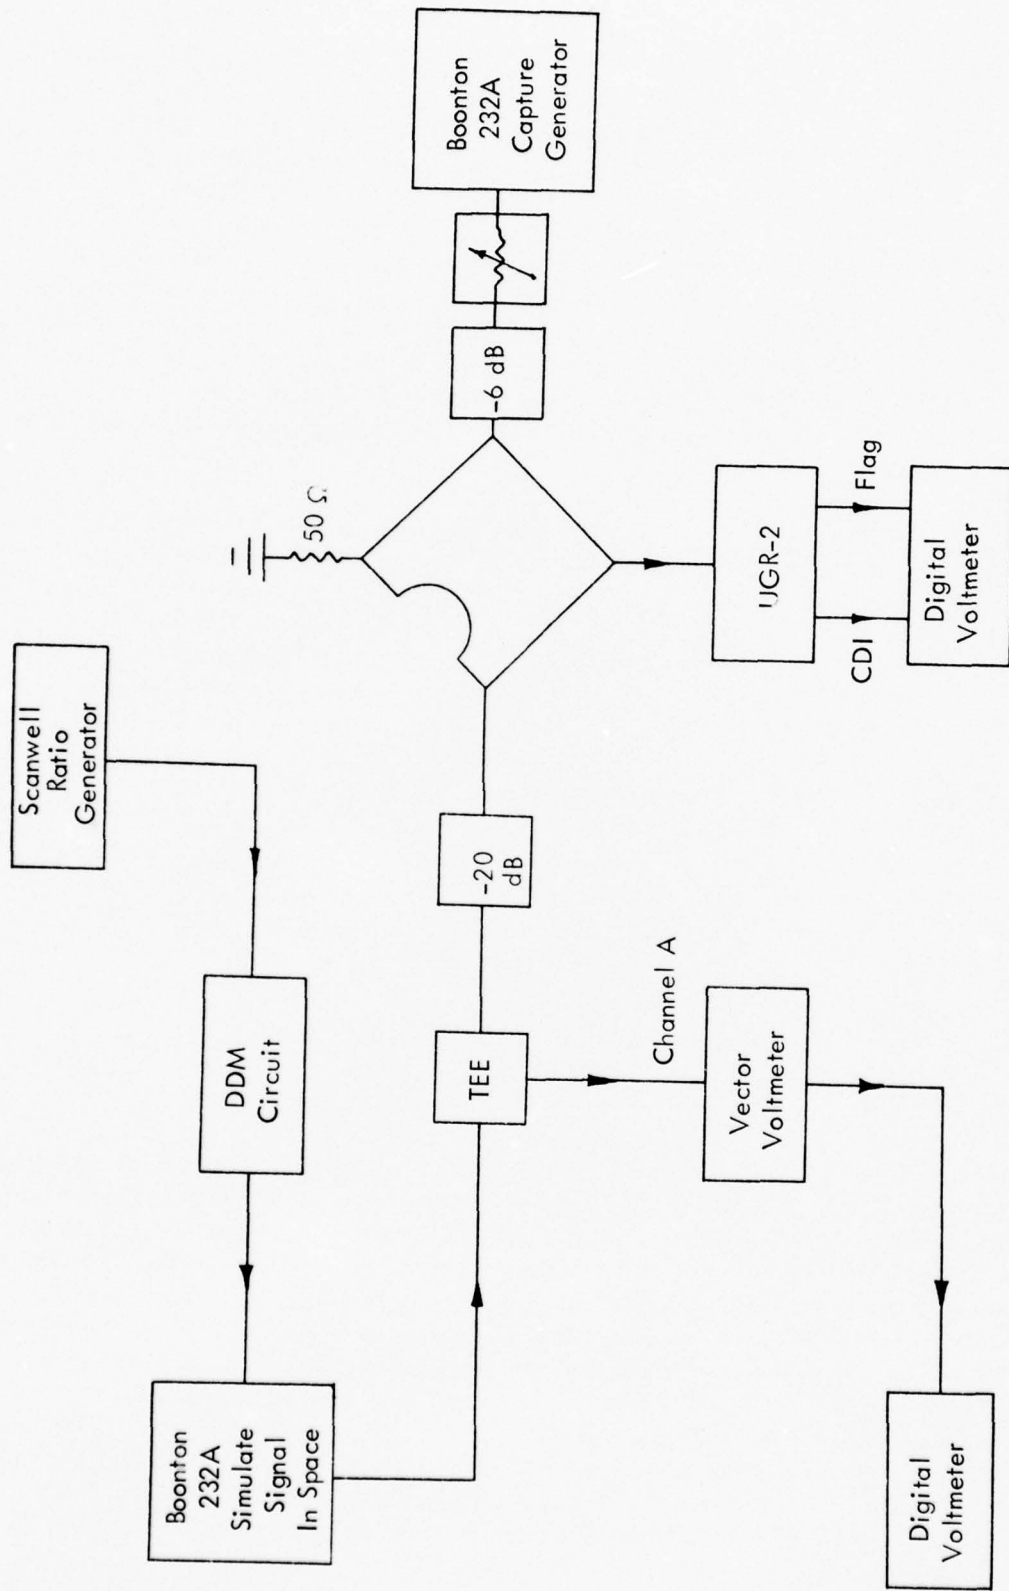 Scanwell
Ratio
Generator
DDM
Circuit
Boonton
232A
Simulate
Signal
In Space
TEE
-20
dB
50 Ω
-6 dB
Boonton
232A
Capture
Generator
Channel A
Vector
Voltmeter
Digital
Voltmeter
UGR-2
CDI
Flag
Digital
Voltmeter